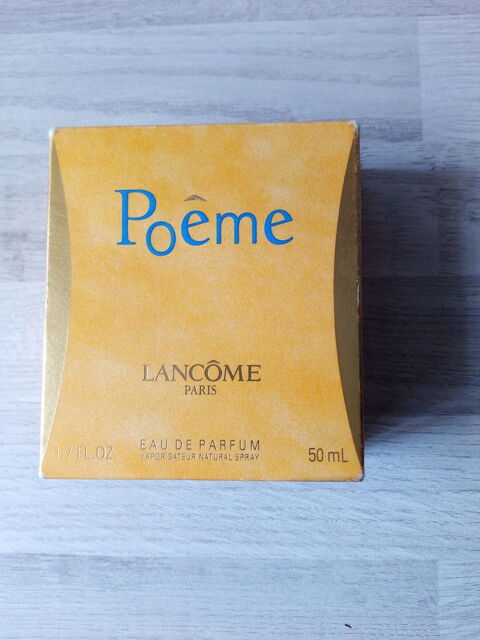 Poême
LANCÔME
PARIS
1.7 FL.OZ. EAU DE PARFUM 50 mL
VAPORISATEUR NATURAL SPRAY